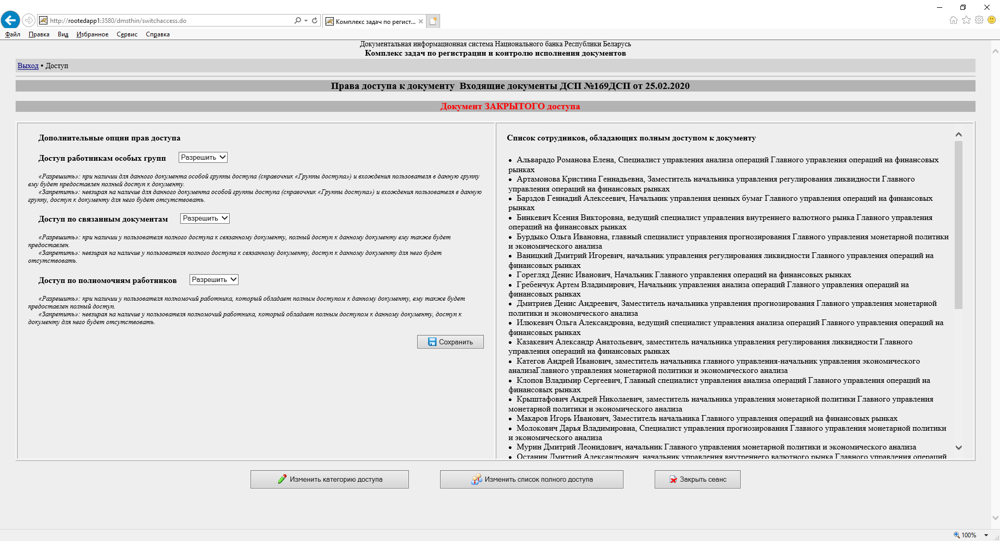 http://rootedapp1:3580/dmsthin/switchaccess.do
Комплекс задач по регист...
Файл Правка Вид Избранное Сервис Справка
Документальная информационная система Национального банка Республики Беларусь
Комплекс задач по регистрации и контролю исполнения документов
Выход • Доступ
Права доступа к документу Входящие документы ДСП №169ДСП от 25.02.2020
Документ ЗАКРЫТОГО доступа
Дополнительные опции прав доступа
Доступ работникам особых групп Разрешить
«Разрешить»: при наличии для данного документа особой группы доступа (справочник «Группы доступа») и вхождения пользователя в данную группу
ему будет предоставлен полный доступ к документу.
«Запретить»: невзирая на наличие для данного документа особой группы доступа (справочник «Группы доступа») и вхождения пользователя в данную
группу, доступ к документу для него будет отсутствовать.
Доступ по связанным документам Разрешить
«Разрешить»: при наличии у пользователя полного доступа к связанному документу, полный доступ к данному документу ему также будет
предоставлен.
«Запретить»: невзирая на наличие у пользователя полного доступа к связанному документу, доступ к данному документу для него будет
отсутствовать.
Доступ по полномочиям работников Разрешить
«Разрешить»: при наличии у пользователя полномочий работника, который обладает полным доступом к данному документу, ему также будет
предоставлен полный доступ.
«Запретить»: невзирая на наличие у пользователя полномочий работника, который обладает полным доступом к данному документу, доступ к
документу для него будет отсутствовать.
Сохранить
Список сотрудников, обладающих полным доступом к документу
• Альварадо Романова Елена, Специалист управления анализа операций Главного управления операций на финансовых
рынках
• Артамонова Кристина Геннадьевна, Заместитель начальника управления регулирования ликвидности Главного
управления операций на финансовых рынках
• Барздов Геннадий Алексеевич, Начальник управления ценных бумаг Главного управления операций на финансовых
рынках
• Бинкевич Ксения Викторовна, ведущий специалист управления внутреннего валютного рынка Главного управления
операций на финансовых рынках
• Бурдыко Ольга Ивановна, главный специалист управления прогнозирования Главного управления монетарной политики
и экономического анализа
• Ваницкий Дмитрий Игоревич, начальник управления регулирования ликвидности Главного управления операций на
финансовых рынках
• Горегляд Денис Иванович, Начальник Главного управления операций на финансовых рынках
• Гребенчук Артем Владимирович, Начальник управления анализа операций Главного управления операций на
финансовых рынках
• Дмитриев Денис Андреевич, Заместитель начальника управления прогнозирования Главного управления монетарной
политики и экономического анализа
• Илюкевич Ольга Александровна, ведущий специалист управления анализа операций Главного управления операций на
финансовых рынках
• Казакевич Александр Анатольевич, заместитель начальника управления регулирования ликвидности Главного
управления операций на финансовых рынках
• Категов Андрей Иванович, заместитель начальника главного управления-начальник управления экономического
анализаГлавного управления монетарной политики и экономического анализа
• Клопов Владимир Сергеевич, Главный специалист управления анализа операций Главного управления операций на
финансовых рынках
• Крыштафович Андрей Николаевич, заместитель начальника управления монетарной политики Главного управления
монетарной политики и экономического анализа
• Макаров Игорь Иванович, Заместитель начальника Главного управления операций на финансовых рынках
• Молокович Дарья Владимировна, Специалист управления прогнозирования Главного управления монетарной политики
и экономического анализа
• Мурин Дмитрий Леонидович, начальник Главного управления монетарной политики и экономического анализа
• Останин Дмитрий Александрович, начальник управления внутреннего валютного рынка Главного управления операций
Изменить категорию доступа
Изменить список полного доступа
Закрыть сеанс
100%